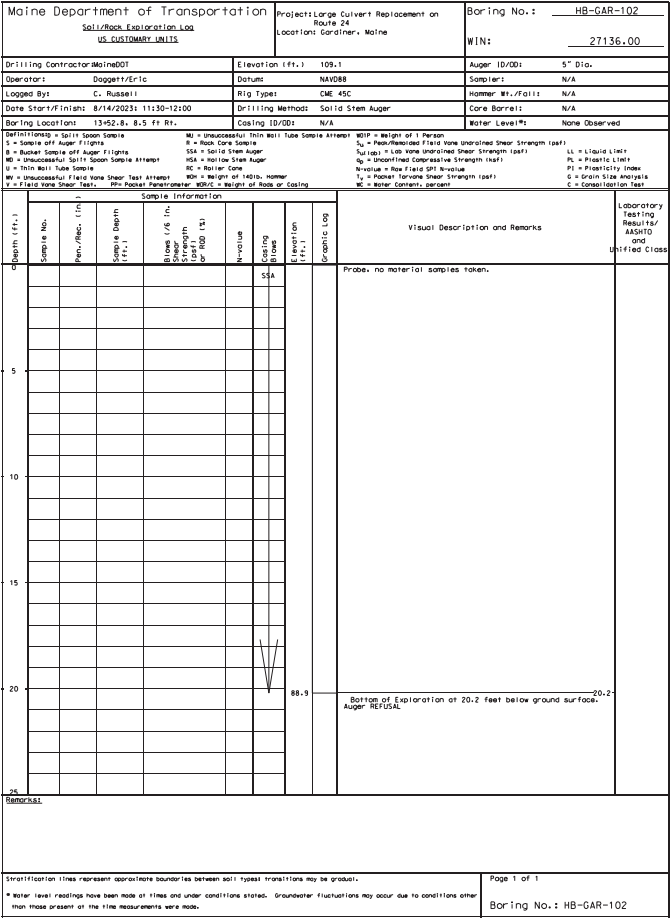 Maine Department of Transportation
Soil/Rock Exploration Log
US CUSTOMARY UNITS
Project: Large Culvert Replacement on
Route 24
Location: Gardiner, Maine
Boring No.: HB-GAR-102
WIN: 27136.00
Drilling Contractor: MaineDOT Elevation (ft.) 109.1 Auger ID/OD: 5" Dia.
Operator: Daggett/Eric Datum: NAVD88 Sampler: N/A
Logged By: C. Russell Rig Type: CME 45C Hammer Wt./Fall: N/A
Date Start/Finish: 8/14/2023; 11:30-12:00 Drilling Method: Solid Stem Auger Core Barrel: N/A
Boring Location: 13+52.8, 8.5 ft Rt. Casing ID/OD: N/A Water Level*: None Observed
Definitions: D = Split Spoon Sample MU = Unsuccessful Thin Wall Tube Sample Attempt WO1P = Weight of 1 Person
S = Sample off Auger Flights R = Rock Core Sample Su = Peak/Remolded Field Vane Undrained Shear Strength (psf)
B = Bucket Sample off Auger Flights SSA = Solid Stem Auger Su(lab) = Lab Vane Undrained Shear Strength (psf) LL = Liquid Limit
MD = Unsuccessful Split Spoon Sample Attempt HSA = Hollow Stem Auger qp = Unconfined Compressive Strength (ksf) PL = Plastic Limit
U = Thin Wall Tube Sample RC = Roller Cone N-value = Raw Field SPT N-value PI = Plasticity Index
MV = Unsuccessful Field Vane Shear Test Attempt WOH = Weight of 140lb. Hammer Tv = Pocket Torvane Shear Strength (psf) G = Grain Size Analysis
V = Field Vane Shear Test. PP= Pocket Penetrometer WOR/C = Weight of Rods or Casing WC = Water Content, percent C = Consolidation Test
Sample Information
Depth (ft.)
Sample No.
Pen./Rec. (in.)
Sample Depth
(ft.)
Blows (/6 in.
Shear
Strength
(psf)
or RQD (%)
N-value
Casing
Blows
Elevation
(ft.)
Graphic Log
Visual Description and Remarks
Laboratory
Testing
Results/
AASHTO
and
Unified Class
0
SSA
Probe, no material samples taken.
5
10
15
20
88.9
20.2
Bottom of Exploration at 20.2 feet below ground surface.
Auger REFUSAL
25
Remarks:
Stratification lines represent approximate boundaries between soil types; transitions may be gradual.
* Water level readings have been made at times and under conditions stated. Groundwater fluctuations may occur due to conditions other
than those present at the time measurements were made.
Page 1 of 1
Boring No.: HB-GAR-102